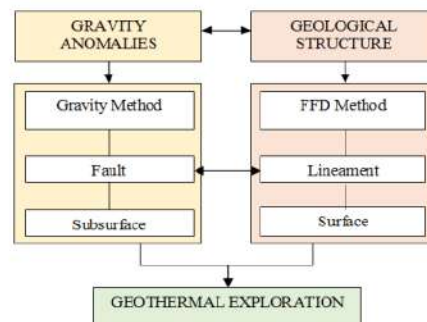 GRAVITY
ANOMALIES
GEOLOGICAL
STRUCTURE
Gravity Method
Fault
Subsurface
FFD Method
Lineament
Surface
GEOTHERMAL EXPLORATION